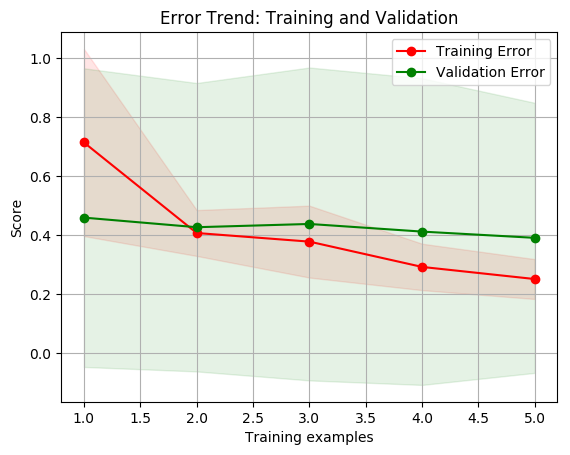 Error Trend: Training and Validation
Training Error
Validation Error
Score
1.0
0.8
0.6
0.4
0.2
0.0
1.0 1.5 2.0 2.5 3.0 3.5 4.0 4.5 5.0
Training examples